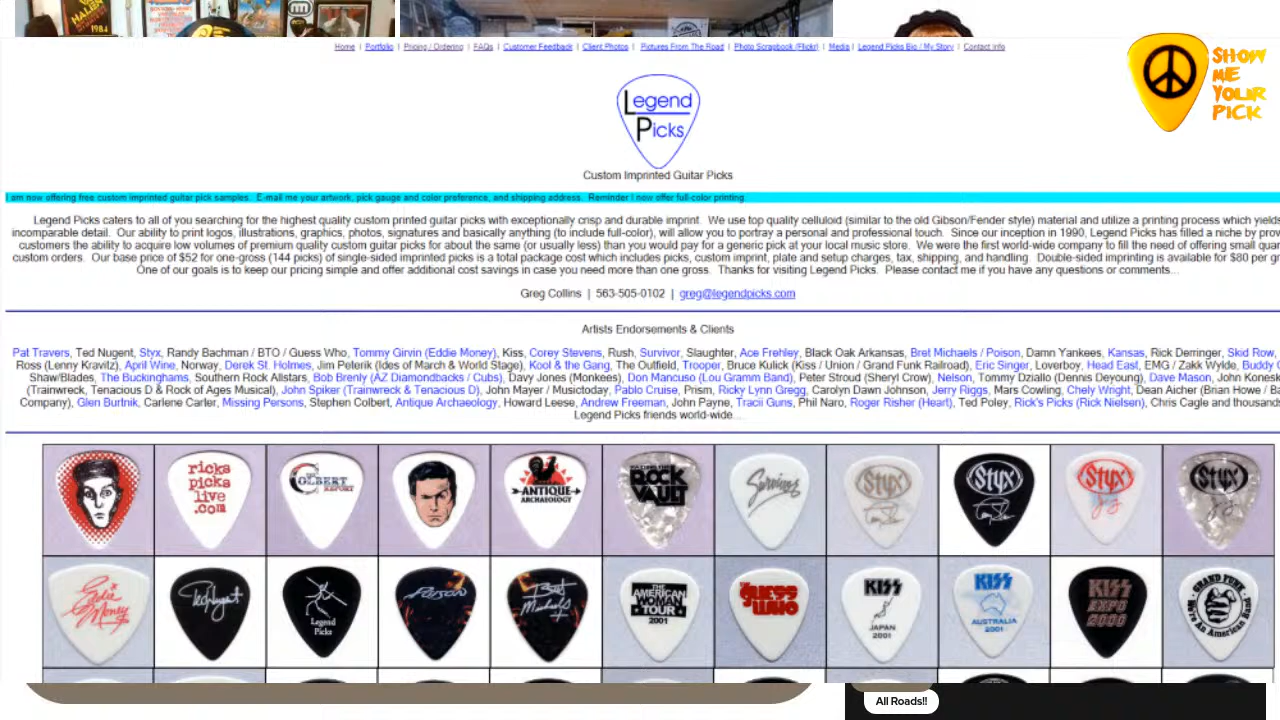 1984
Home | Portfolio | Pricing / Ordering | FAQs | Customer Feedback | Client Photos | Pictures From The Road | Photo Scrapbook (Flickr) | Media | Legend Picks Bio / My Story | Contact Info
SHOW
ME
YOUR
PICK
Legend
Picks
Custom Imprinted Guitar Picks
I am now offering free custom imprinted guitar pick samples. E-mail me your artwork, pick gauge and color preference, and shipping address. Reminder I now offer full-color printing.
Legend Picks caters to all of you searching for the highest quality custom printed guitar picks with exceptionally crisp and durable imprint. We use top quality celluloid (similar to the old Gibson/Fender style) material and utilize a printing process which yields
incomparable detail. Our ability to print logos, illustrations, graphics, photos, signatures and basically anything (to include full-color), will allow you to portray a personal and professional touch. Since our inception in 1990, Legend Picks has filled a niche by prov
customers the ability to acquire low volumes of premium quality custom guitar picks for about the same (or usually less) than you would pay for a generic pick at your local music store. We were the first world-wide company to fill the need of offering small quan
custom orders. Our base price of $52 for one-gross (144 picks) of single-sided imprinted picks is a total package cost which includes picks, custom imprint, plate and setup charges, tax, shipping, and handling. Double-sided imprinting is available for $80 per gr
One of our goals is to keep our pricing simple and offer additional cost savings in case you need more than one gross. Thanks for visiting Legend Picks. Please contact me if you have any questions or comments...
Greg Collins | 563-505-0102 | greg@legendpicks.com
Artists Endorsements & Clients
Pat Travers, Ted Nugent, Styx, Randy Bachman / BTO / Guess Who, Tommy Girvin (Eddie Money), Kiss, Corey Stevens, Rush, Survivor, Slaughter, Ace Frehley, Black Oak Arkansas, Bret Michaels / Poison, Damn Yankees, Kansas, Rick Derringer, Skid Row,
Ross (Lenny Kravitz), April Wine, Norway, Derek St. Holmes, Jim Peterik (Ides of March & World Stage), Kool & the Gang, The Outfield, Trooper, Bruce Kulick (Kiss / Union / Grand Funk Railroad), Eric Singer, Loverboy, Head East, EMG / Zakk Wylde, Buddy
Shaw/Blades, The Buckinghams, Southern Rock Allstars, Bob Brenly (AZ Diamondbacks / Cubs), Davy Jones (Monkees), Don Mancuso (Lou Gramm Band), Peter Stroud (Sheryl Crow), Nelson, Tommy Dziallo (Dennis Deyoung), Dave Mason, John Konesk
(Trainwreck, Tenacious D & Rock of Ages Musical), John Spiker (Trainwreck & Tenacious D), John Mayer / Musictoday, Pablo Cruise, Prism, Ricky Lynn Gregg, Carolyn Dawn Johnson, Jerry Riggs, Mars Cowling, Chely Wright, Dean Aicher (Brian Howe / Ba
Company), Glen Burtnik, Carlene Carter, Missing Persons, Stephen Colbert, Antique Archaeology, Howard Leese, Andrew Freeman, John Payne, Tracii Guns, Phil Naro, Roger Risher (Heart), Ted Poley, Rick's Picks (Rick Nielsen), Chris Cagle and thousand
Legend Picks friends world-wide...
ricks
picks
live
.com
THE COLBERT
REPORT
ANTIQUE
ARCHAEOLOGY
ROCK
VAULT
Survivor
Styx
Styx
Styx
Styx
Eddie Money
Ted Nugent
Legend
Picks
Poison
Bret Michaels
THE
AMERICAN
WOMAN
TOUR
2001
THE
GUESS
WHO
KISS
JAPAN
2001
KISS
AUSTRALIA
2001
KISS
EXPO
2000
GRAND FUNK
We're An American Band
All Roads!!